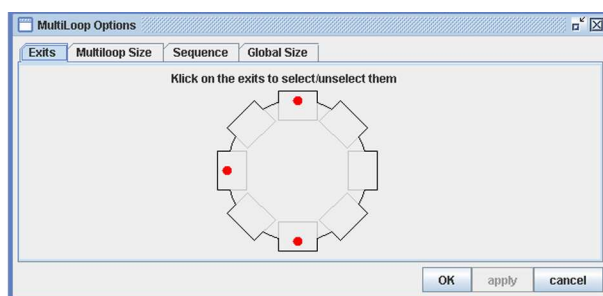 MultiLoop Options
Exits Multiloop Size Sequence Global Size
Klick on the exits to select/unselect them
OK apply cancel